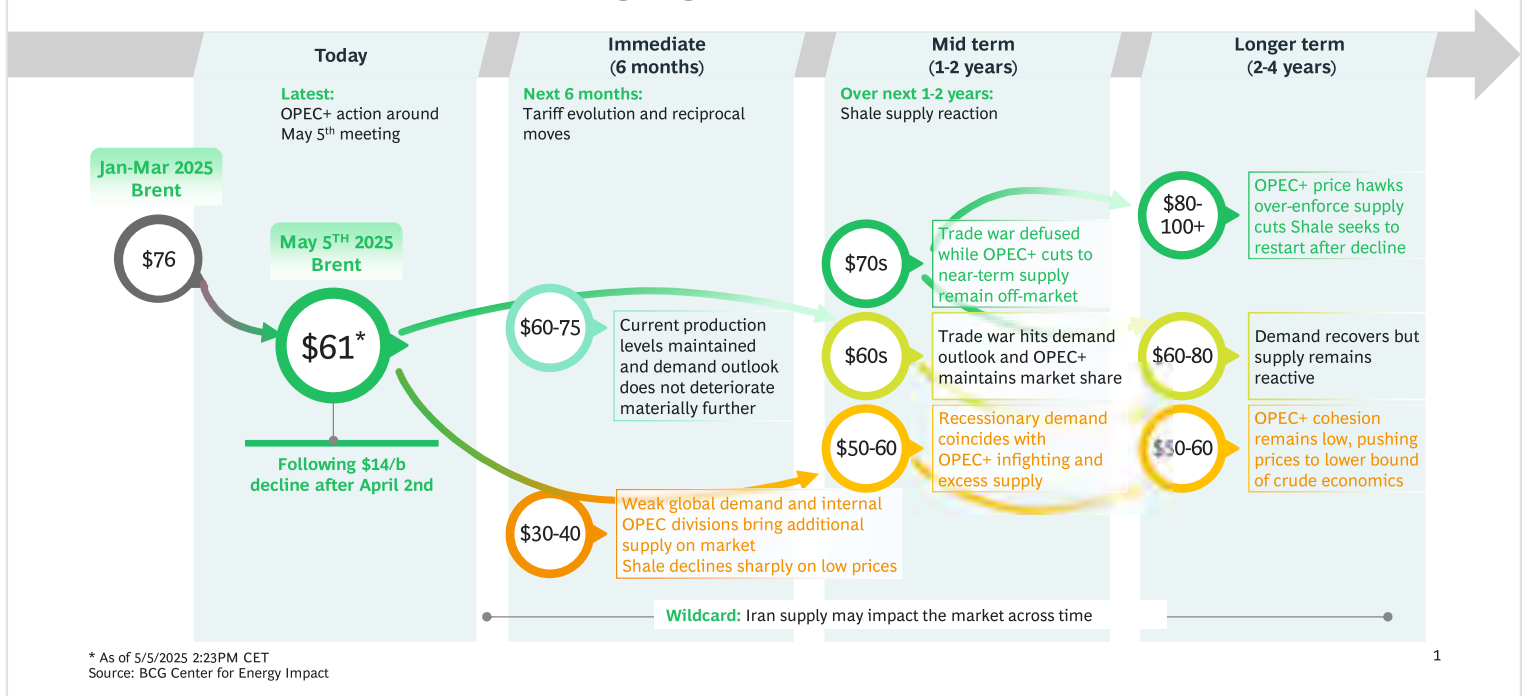 Today
Immediate
(6 months)
Mid term
(1-2 years)
Longer term
(2-4 years)
Latest:
OPEC+ action around
May 5th meeting
Next 6 months:
Tariff evolution and reciprocal
moves
Over next 1-2 years:
Shale supply reaction
Jan-Mar 2025
Brent
$76
May 5TH 2025
Brent
$61*
Following $14/b
decline after April 2nd
$60-75
Current production
levels maintained
and demand outlook
does not deteriorate
materially further
$30-40
Weak global demand and internal
OPEC divisions bring additional
supply on market
Shale declines sharply on low prices
$70s
Trade war defused
while OPEC+ cuts to
near-term supply
remain off-market
$60s
Trade war hits demand
outlook and OPEC+
maintains market share
$50-60
Recessionary demand
coincides with
OPEC+ infighting and
excess supply
$80-
100+
OPEC+ price hawks
over-enforce supply
cuts Shale seeks to
restart after decline
$60-80
Demand recovers but
supply remains
reactive
$50-60
OPEC+ cohesion
remains low, pushing
prices to lower bound
of crude economics
Wildcard: Iran supply may impact the market across time
* As of 5/5/2025 2:23PM CET
Source: BCG Center for Energy Impact
1